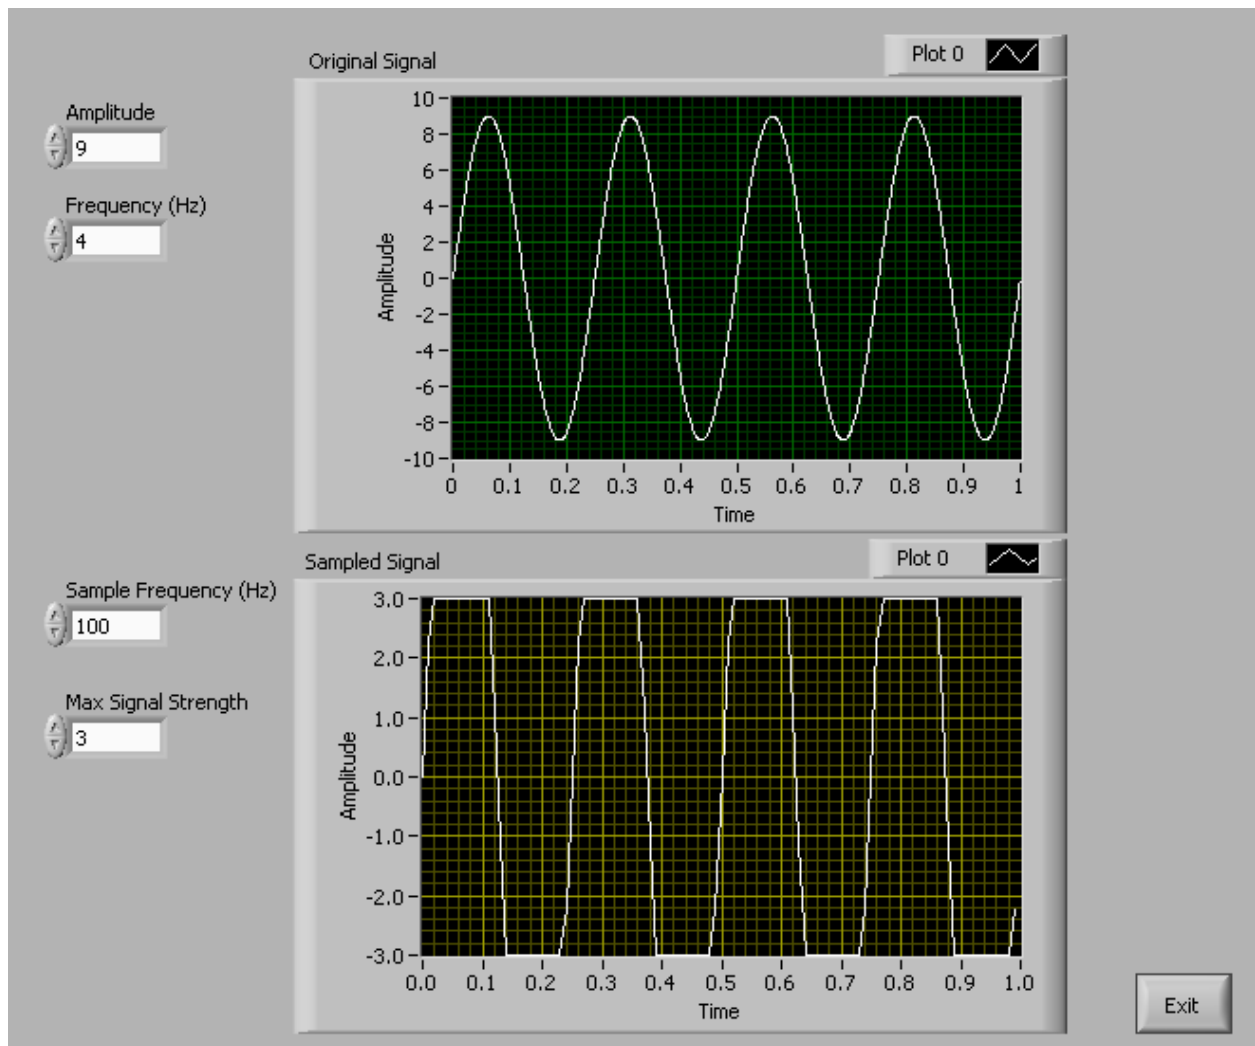 Original Signal
Plot 0
Amplitude
9
Frequency (Hz)
4
Amplitude
10
8
6
4
2
0
-2
-4
-6
-8
-10
0 0.1 0.2 0.3 0.4 0.5 0.6 0.7 0.8 0.9 1
Time
Sampled Signal
Plot 0
Sample Frequency (Hz)
100
Max Signal Strength
3
Amplitude
3.0
2.0
1.0
0.0
-1.0
-2.0
-3.0
0.0 0.1 0.2 0.3 0.4 0.5 0.6 0.7 0.8 0.9 1.0
Time
Exit